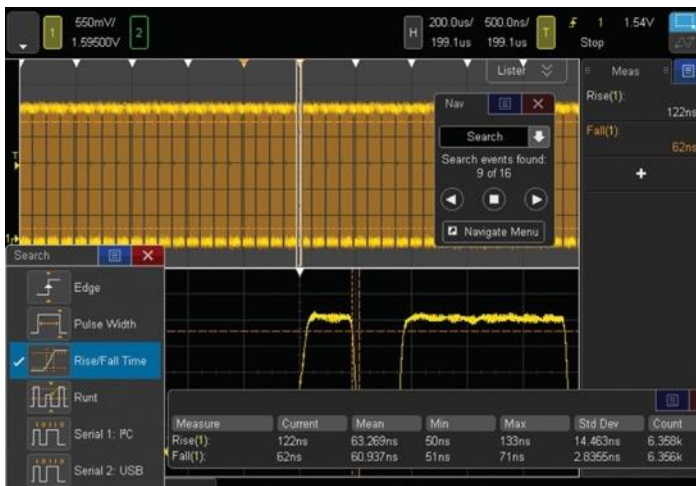 1 550mV/ 2 H 200.0us/ 500.0ns/ T 1 1.54V
1.59500V 199.1us 199.1us Stop
Lister
Meas
Rise(1):
122ns
Fall(1):
62ns
+
Nav
Search
Search events found:
9 of 16
Navigate Menu
T
1
Search
Edge
Pulse Width
Rise/Fall Time
Runt
Serial 1: I²C
Serial 2: USB
Measure Current Mean Min Max Std Dev Count
Rise(1): 122ns 63.269ns 50ns 133ns 14.463ns 6.358k
Fall(1): 62ns 60.937ns 51ns 71ns 2.8355ns 6.356k